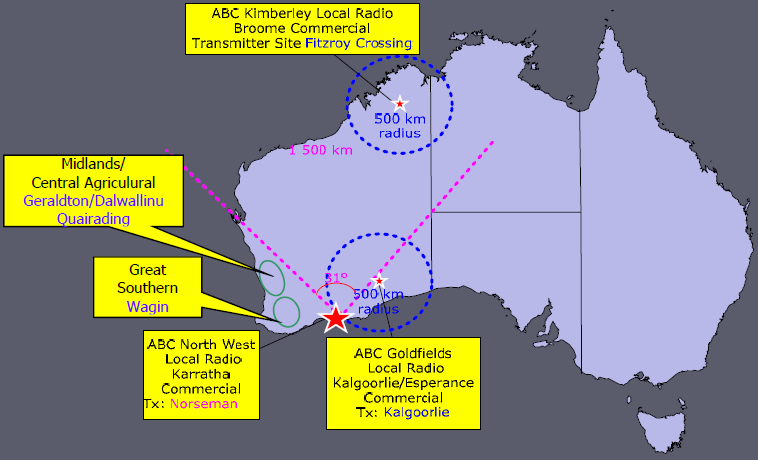 ABC Kimberley Local Radio
Broome Commercial
Transmitter Site Fitzroy Crossing
500 km
radius
1 500 km
Midlands/
Central Agriculural
Geraldton/Dalwallinu
Quairading
Great
Southern
Wagin
31°
500 km
radius
ABC North West
Local Radio
Karratha
Commercial
Tx: Norseman
ABC Goldfields
Local Radio
Kalgoorlie/Esperance
Commercial
Tx: Kalgoorlie